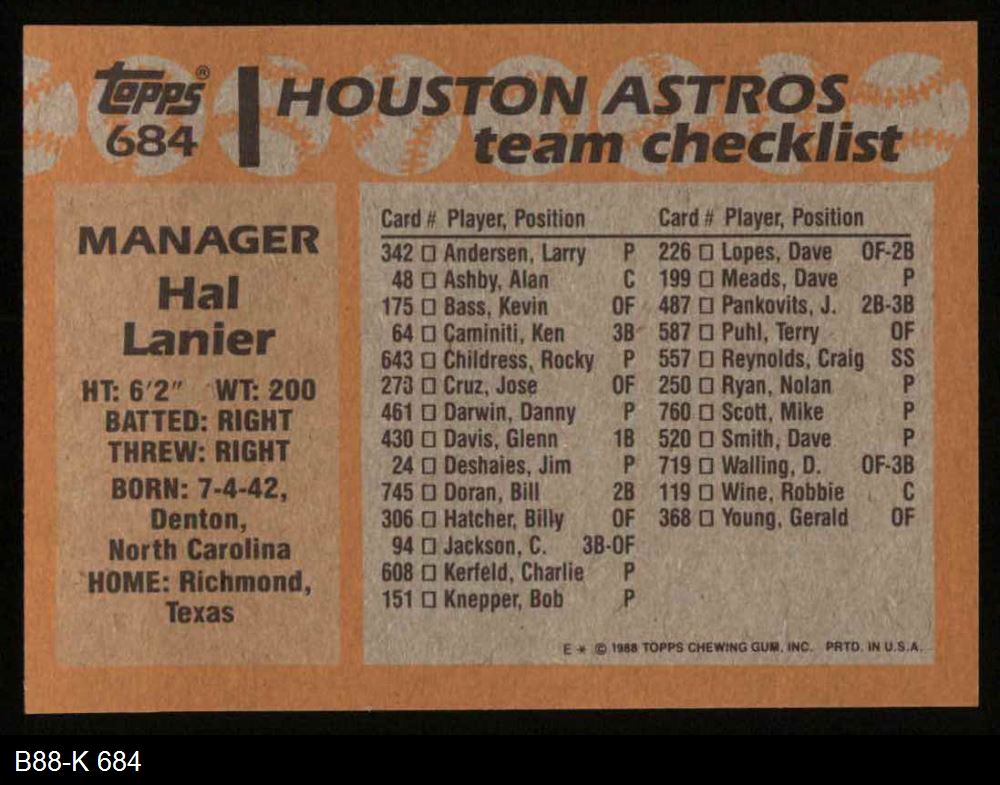 Topps®
684
HOUSTON ASTROS
team checklist
MANAGER
Hal
Lanier
HT: 6'2" WT: 200
BATTED: RIGHT
THREW: RIGHT
BORN: 7-4-42,
Denton,
North Carolina
HOME: Richmond,
Texas
Card # Player, Position
342 □ Andersen, Larry P
48 □ Ashby, Alan C
175 □ Bass, Kevin OF
64 □ Caminiti, Ken 3B
643 □ Childress, Rocky P
273 □ Cruz, Jose OF
461 □ Darwin, Danny P
430 □ Davis, Glenn 1B
24 □ Deshaies, Jim P
745 □ Doran, Bill 2B
306 □ Hatcher, Billy OF
94 □ Jackson, C. 3B-OF
608 □ Kerfeld, Charlie P
151 □ Knepper, Bob P
Card # Player, Position
226 □ Lopes, Dave OF-2B
199 □ Meads, Dave P
487 □ Pankovits, J. 2B-3B
587 □ Puhl, Terry OF
557 □ Reynolds, Craig SS
250 □ Ryan, Nolan P
760 □ Scott, Mike P
520 □ Smith, Dave P
719 □ Walling, D. OF-3B
119 □ Wine, Robbie C
368 □ Young, Gerald OF
E * © 1988 TOPPS CHEWING GUM, INC. PRTD. IN U.S.A.
B88-K 684